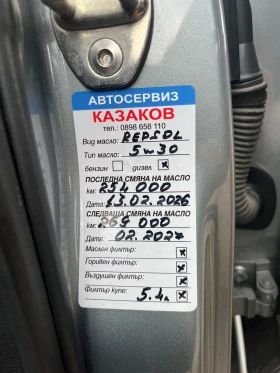 АВТОСЕРВИЗ
КАЗАКОВ
тел.: 0898 658 110
Вид масло: REPSOL
Тип масло: 5w30
бензин дизел x
ПОСЛЕДНА СМЯНА НА МАСЛО
км: 254 000
Дата: 13.02.2026
СЛЕДВАЩА СМЯНА НА МАСЛО
км: 269 000
Дата: 02.2027
Маслен филтър: x
Горивен филтър: x
Въздушен филтър: x
Филтър купе: 5.4л x